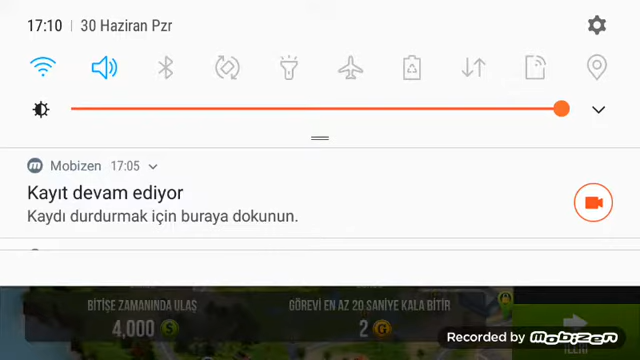 17:10 | 30 Haziran Pzr
Mobizen 17:05
Kayıt devam ediyor
Kaydı durdurmak için buraya dokunun.
BİTİŞE ZAMANINDA ULAŞ
4,000 $
GÖREVİ EN AZ 20 SANİYE KALA BİTİR
2 G
İLERİ
Recorded by mobizen